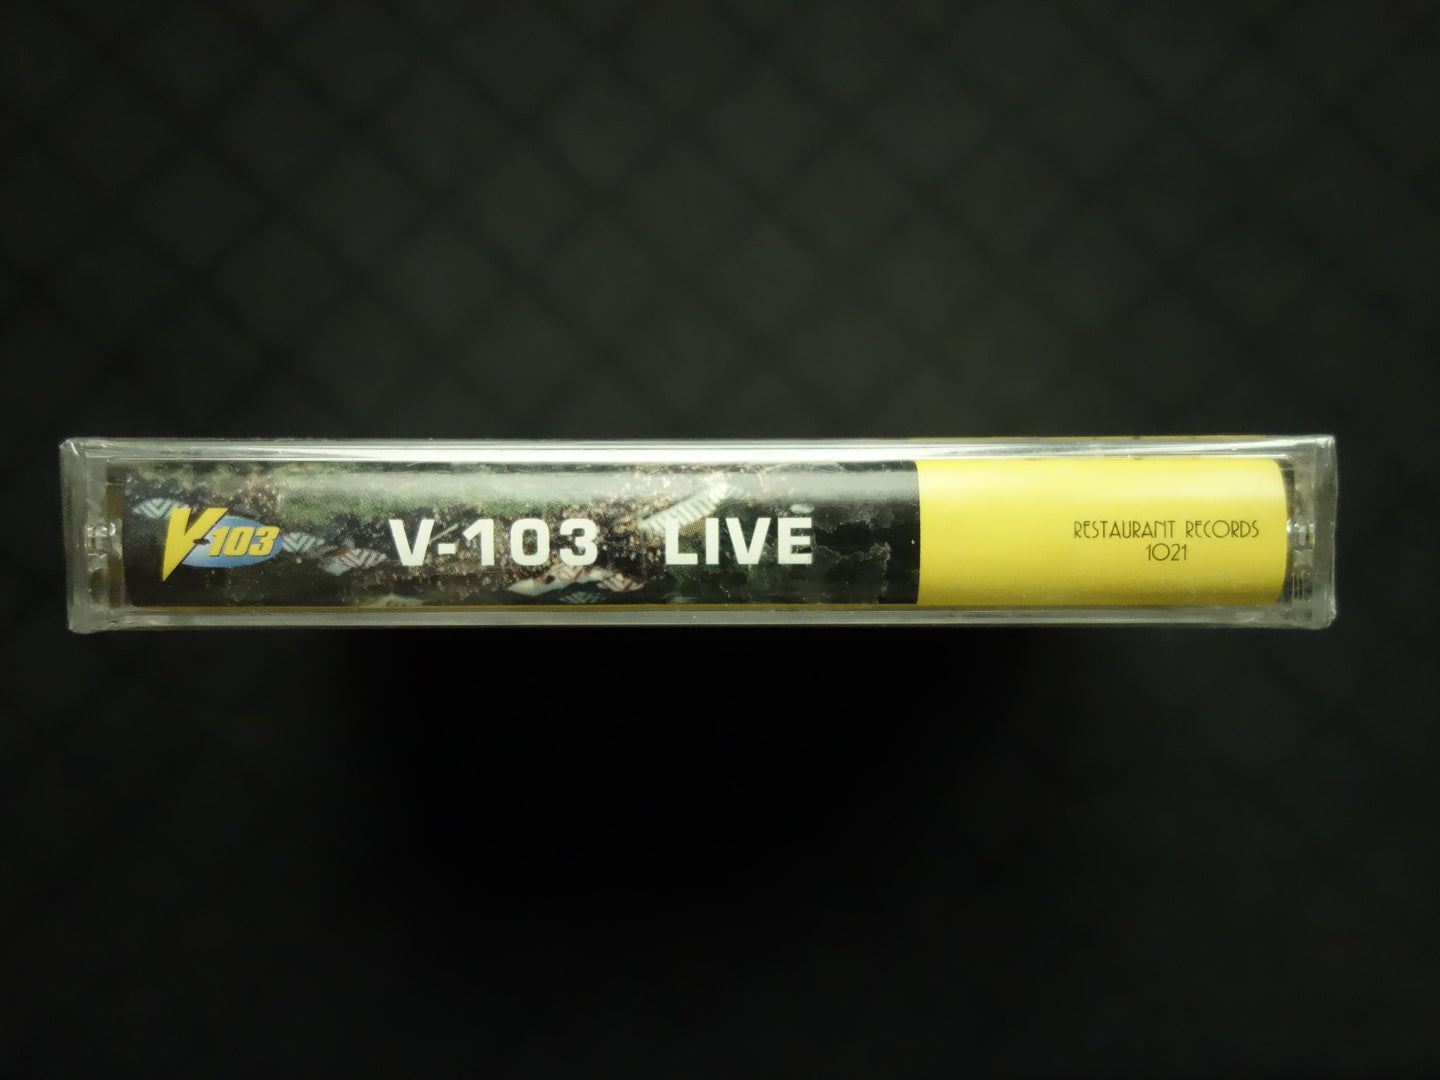 V-103
V-103 LIVE
RESTAURANT RECORDS
1021